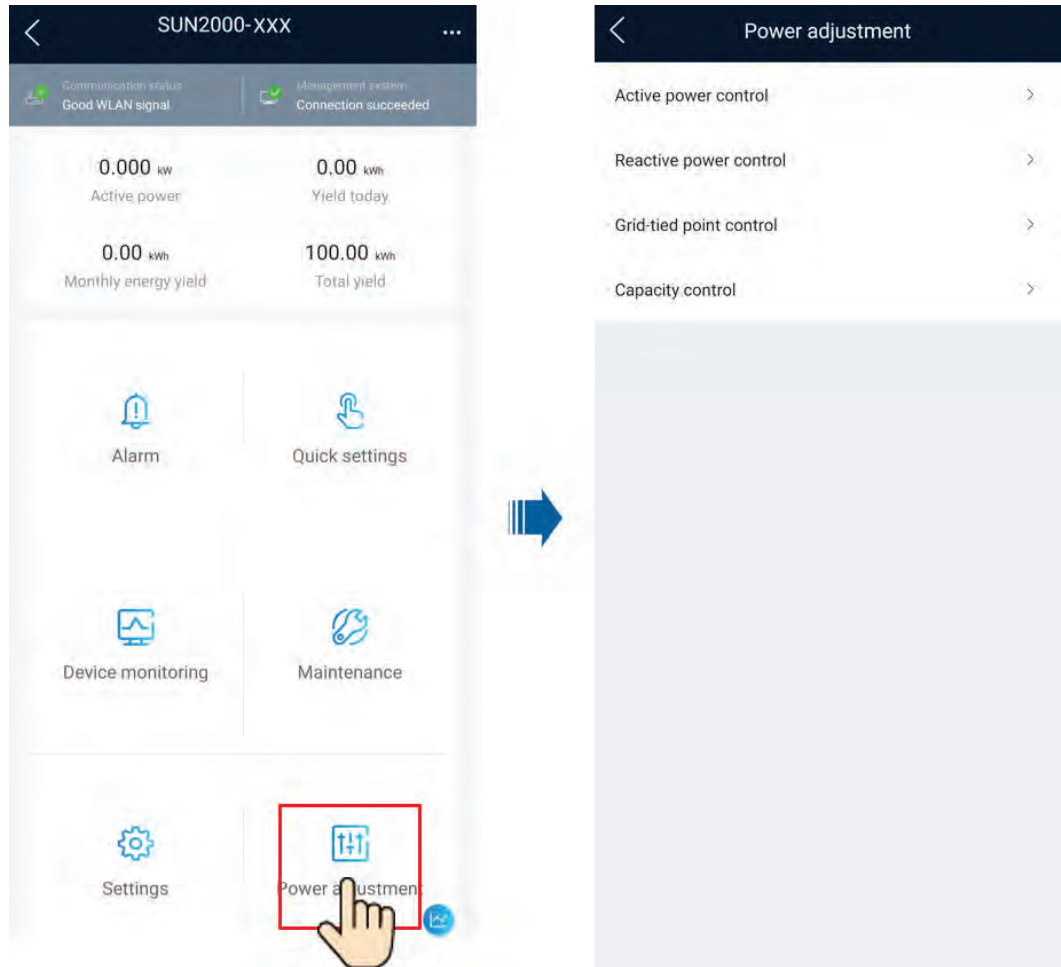 SUN2000-XXX
Communication status
Good WLAN signal
Management system
Connection succeeded
0.000 kW
Active power
0.00 kWh
Yield today
0.00 kWh
Monthly energy yield
100.00 kWh
Total yield
Alarm
Quick settings
Device monitoring
Maintenance
Settings
Power adjustment
Power adjustment
Active power control
Reactive power control
Grid-tied point control
Capacity control